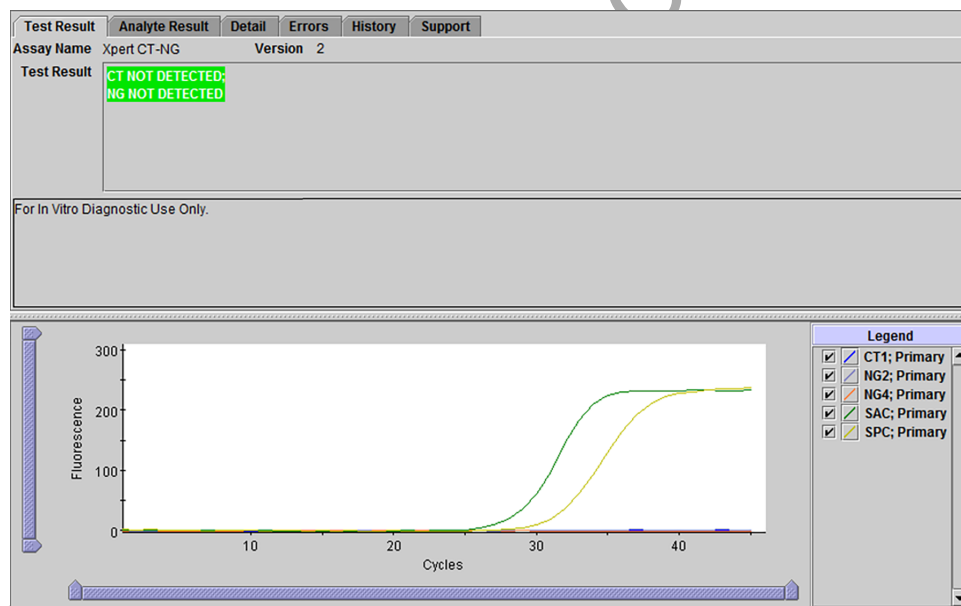 Test Result Analyte Result Detail Errors History Support
Assay Name Xpert CT-NG Version 2
Test Result
CT NOT DETECTED;
NG NOT DETECTED
For In Vitro Diagnostic Use Only.
300
200
100
0
Fluorescence
10 20 30 40
Cycles
Legend
CT1; Primary
NG2; Primary
NG4; Primary
SAC; Primary
SPC; Primary